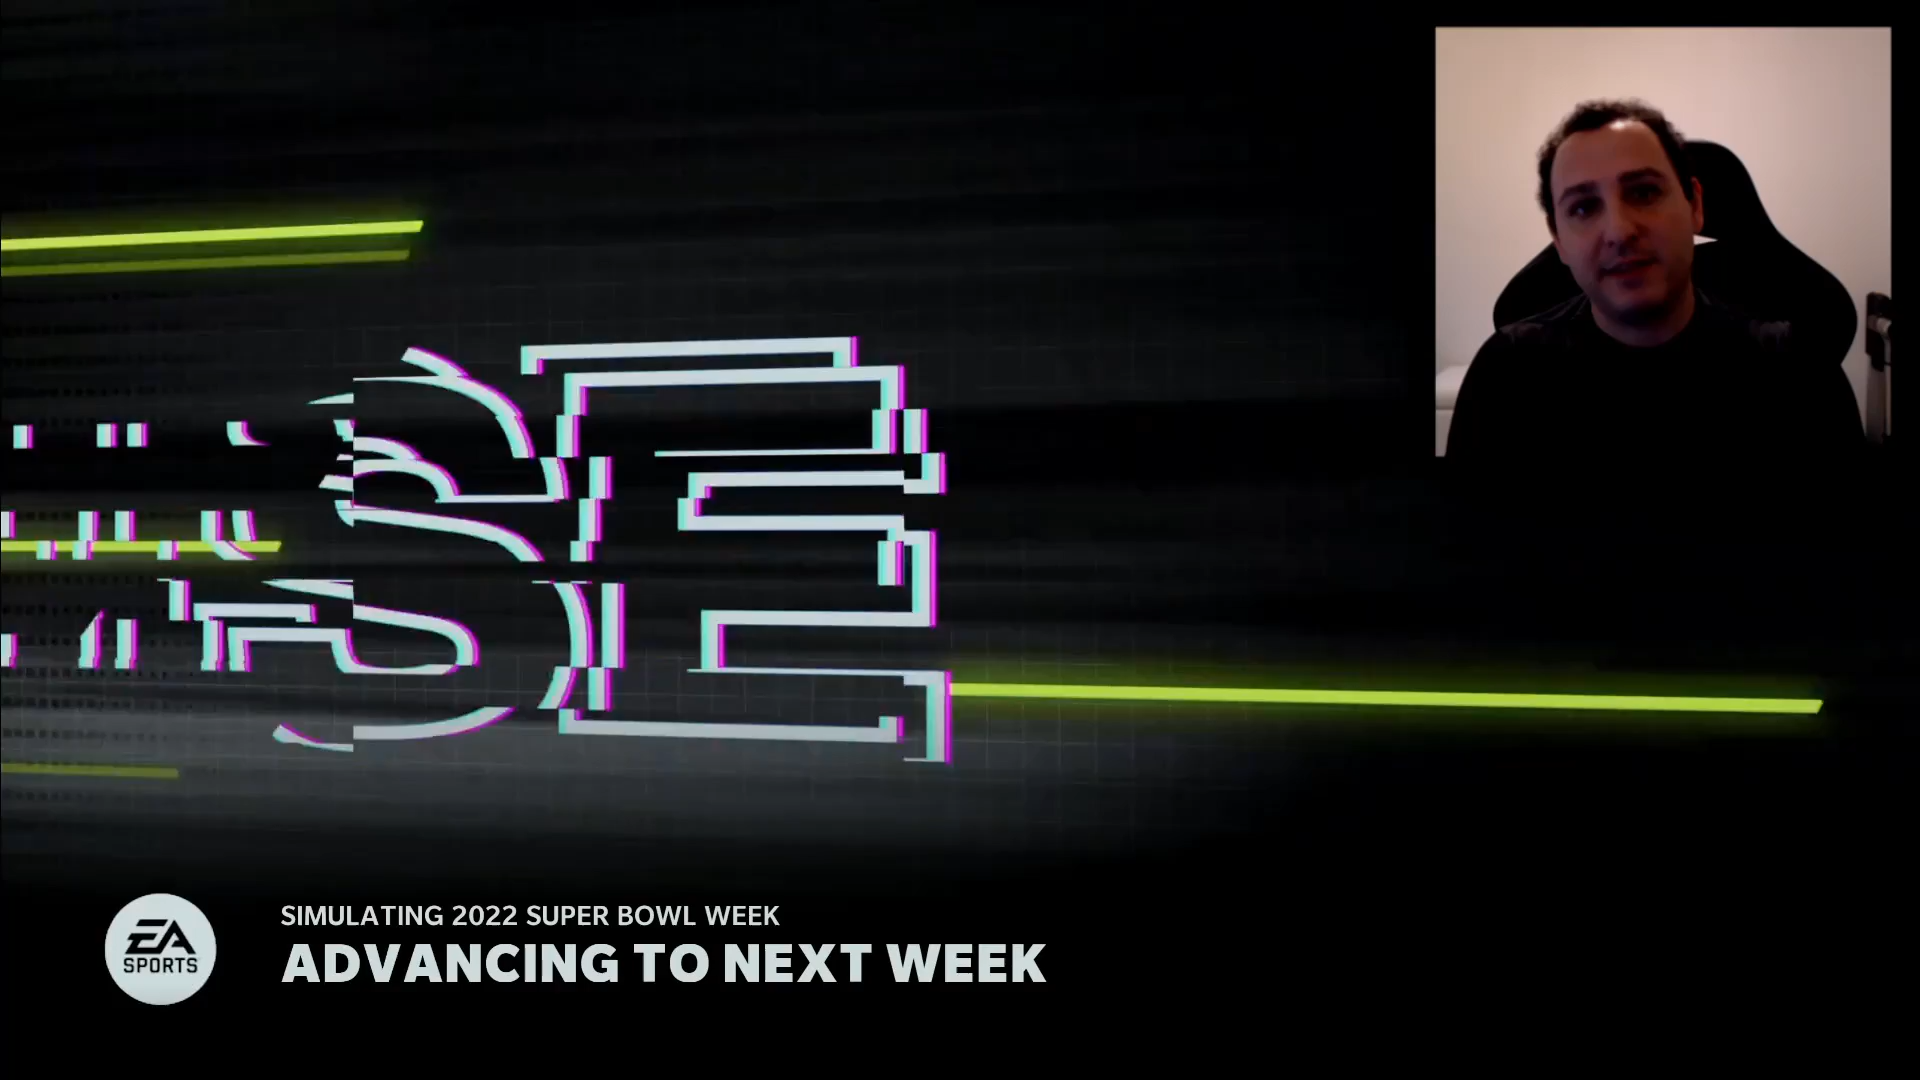 EA
SPORTS
SIMULATING 2022 SUPER BOWL WEEK
ADVANCING TO NEXT WEEK